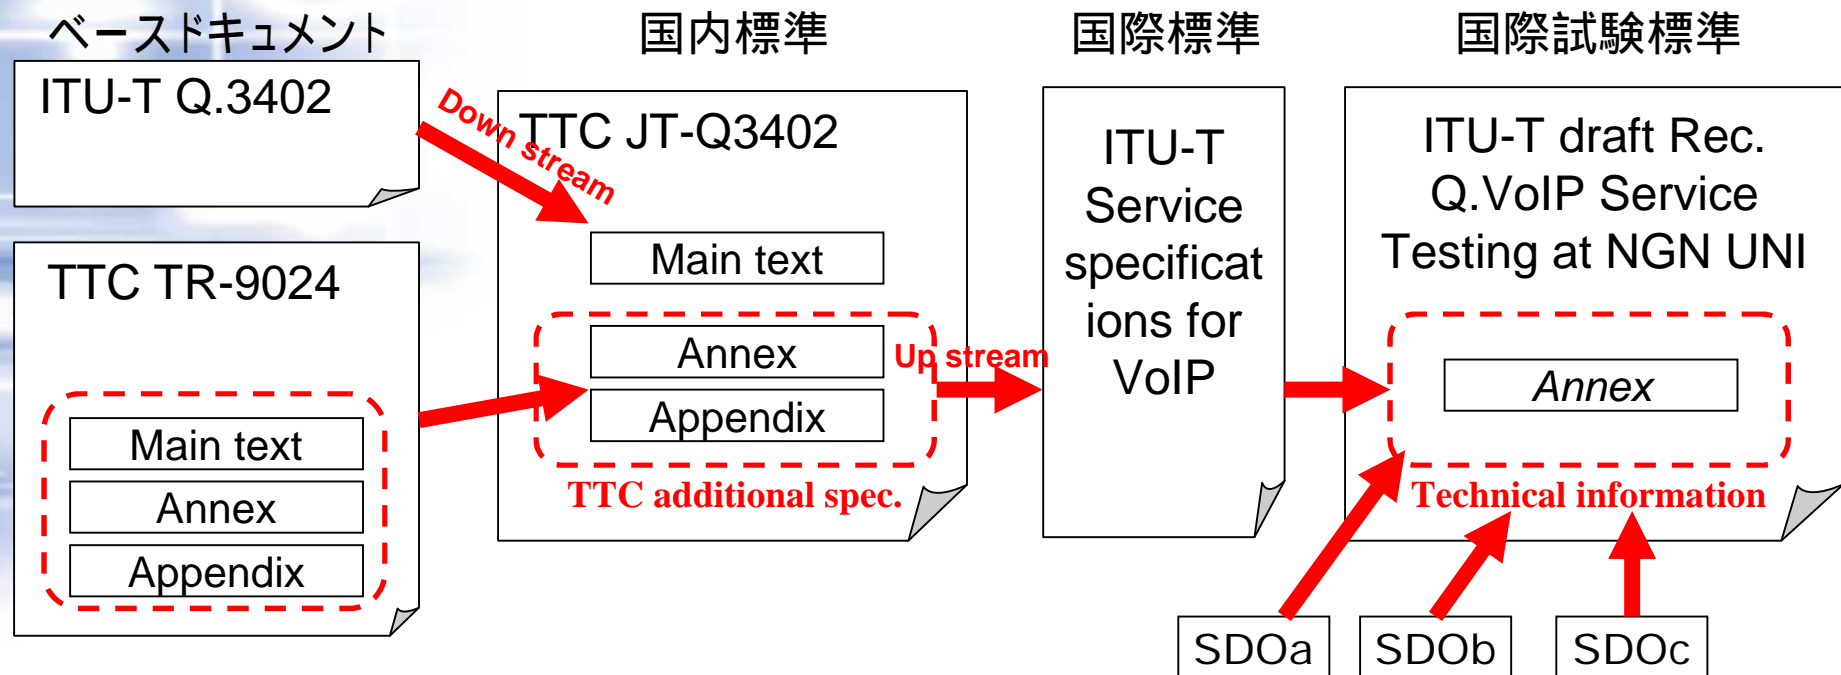 ベースドキュメント
ITU-T Q.3402
TTC TR-9024
Main text
Annex
Appendix
国内標準
Down stream
TTC JT-Q3402
Main text
Annex
Appendix
TTC additional spec.
Up stream
国際標準
ITU-T
Service
specificat
ions for
VoIP
国際試験標準
ITU-T draft Rec.
Q.VoIP Service
Testing at NGN UNI
Annex
Technical information
SDOa
SDOb
SDOc